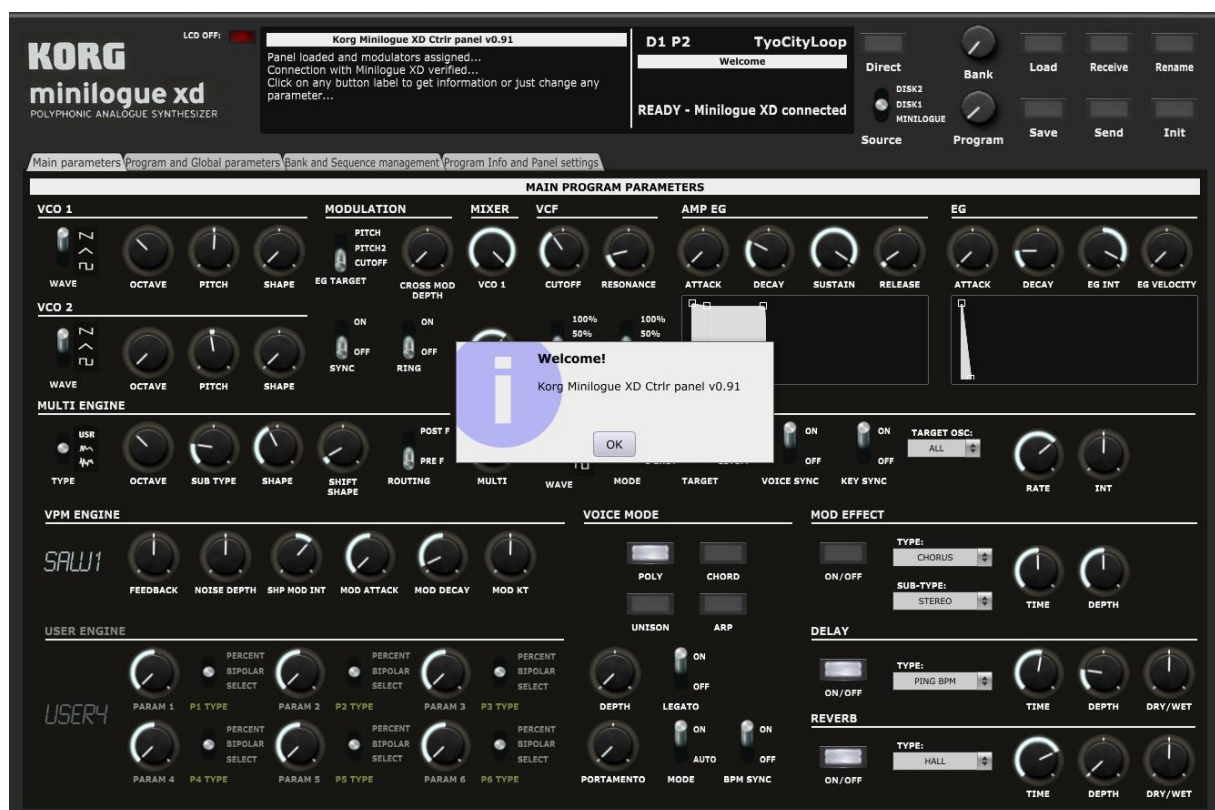 KORG
minilogue xd
POLYPHONIC ANALOGUE SYNTHESIZER
LCD OFF:
Korg Minilogue XD Ctrlr panel v0.91
Panel loaded and modulators assigned...
Connection with Minilogue XD verified...
Click on any button label to get information or just change any
parameter...
D1 P2 TyoCityLoop
Welcome
READY - Minilogue XD connected
Direct
DISK2
DISK1
MINILOGUE
Source
Bank
Program
Load Receive Rename
Save Send Init
Main parameters Program and Global parameters Bank and Sequence management Program Info and Panel settings
MAIN PROGRAM PARAMETERS
VCO 1
WAVE OCTAVE PITCH SHAPE
MODULATION
PITCH
PITCH2
CUTOFF
EG TARGET
CROSS MOD
DEPTH
MIXER
VCO 1
VCF
CUTOFF RESONANCE
AMP EG
ATTACK DECAY SUSTAIN RELEASE
EG
ATTACK DECAY EG INT EG VELOCITY
VCO 2
WAVE OCTAVE PITCH SHAPE
ON ON
OFF OFF
SYNC RING
100% 100%
50% 50%
Welcome!
Korg Minilogue XD Ctrlr panel v0.91
OK
MULTI ENGINE
USR
TYPE OCTAVE SUB TYPE SHAPE
SHIFT
SHAPE
POST F
PRE F
ROUTING
MULTI
WAVE MODE TARGET
ON ON
OFF OFF
VOICE SYNC KEY SYNC
TARGET OSC:
ALL
RATE INT
VPM ENGINE
SAW1
FEEDBACK NOISE DEPTH SHP MOD INT MOD ATTACK MOD DECAY MOD KT
VOICE MODE
POLY CHORD
UNISON ARP
DEPTH
ON
OFF
LEGATO
PORTAMENTO
ON ON
AUTO OFF
MODE BPM SYNC
MOD EFFECT
ON/OFF
TYPE:
CHORUS
SUB-TYPE:
STEREO
TIME DEPTH
USER ENGINE
USER4
PERCENT PERCENT PERCENT
BIPOLAR BIPOLAR BIPOLAR
SELECT SELECT SELECT
PARAM 1 P1 TYPE PARAM 2 P2 TYPE PARAM 3 P3 TYPE
PERCENT PERCENT PERCENT
BIPOLAR BIPOLAR BIPOLAR
SELECT SELECT SELECT
PARAM 4 P4 TYPE PARAM 5 P5 TYPE PARAM 6 P6 TYPE
DELAY
ON/OFF
TYPE:
PING BPM
TIME DEPTH DRY/WET
REVERB
ON/OFF
TYPE:
HALL
TIME DEPTH DRY/WET